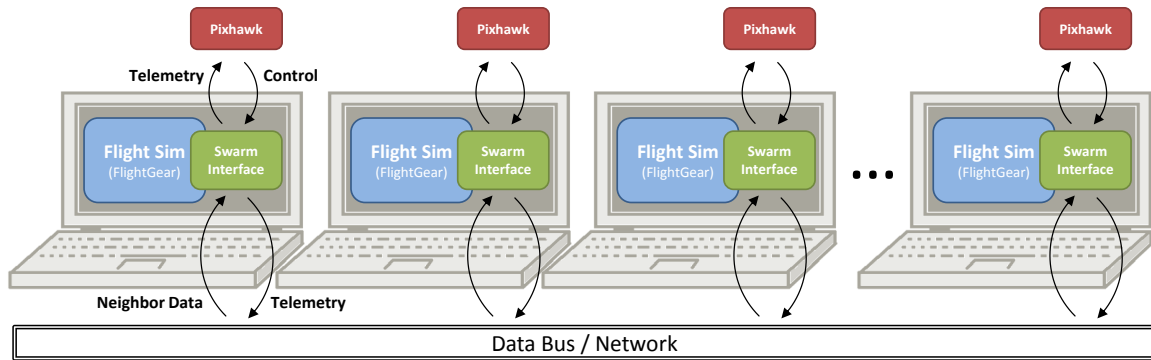 Pixhawk
Pixhawk
Pixhawk
Pixhawk
Telemetry
Control
Flight Sim
(FlightGear)
Swarm
Interface
Flight Sim
(FlightGear)
Swarm
Interface
Flight Sim
(FlightGear)
Swarm
Interface
...
Flight Sim
(FlightGear)
Swarm
Interface
Neighbor Data
Telemetry
Data Bus / Network